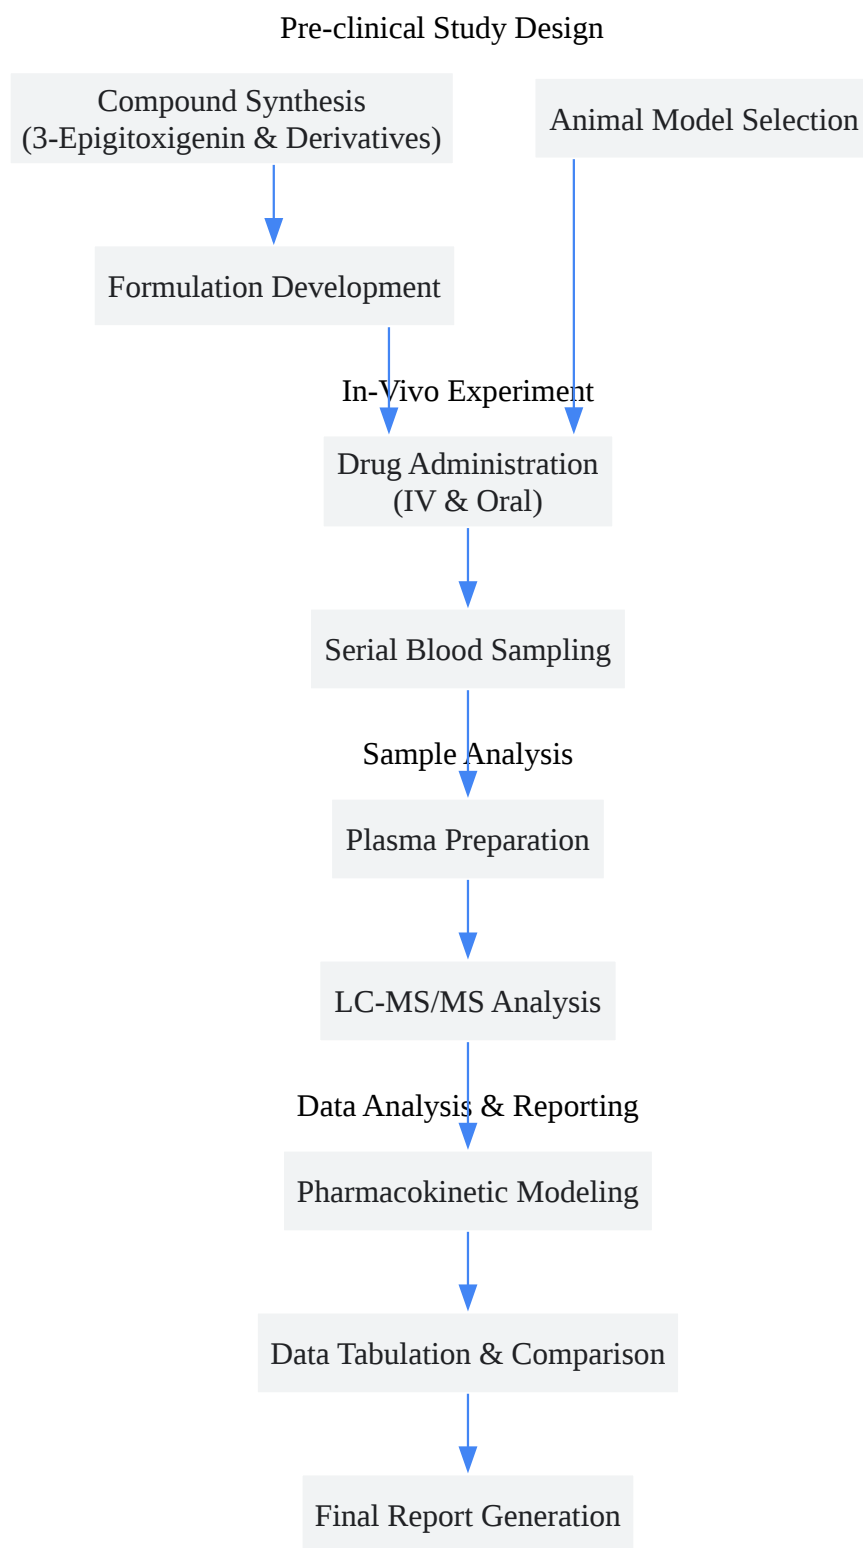 Pre-clinical Study Design
Compound Synthesis
(3-Epigitoxigenin & Derivatives)
Animal Model Selection
Formulation Development
In-Vivo Experiment
Drug Administration
(IV & Oral)
Serial Blood Sampling
Sample Analysis
Plasma Preparation
LC-MS/MS Analysis
Data Analysis & Reporting
Pharmacokinetic Modeling
Data Tabulation & Comparison
Final Report Generation